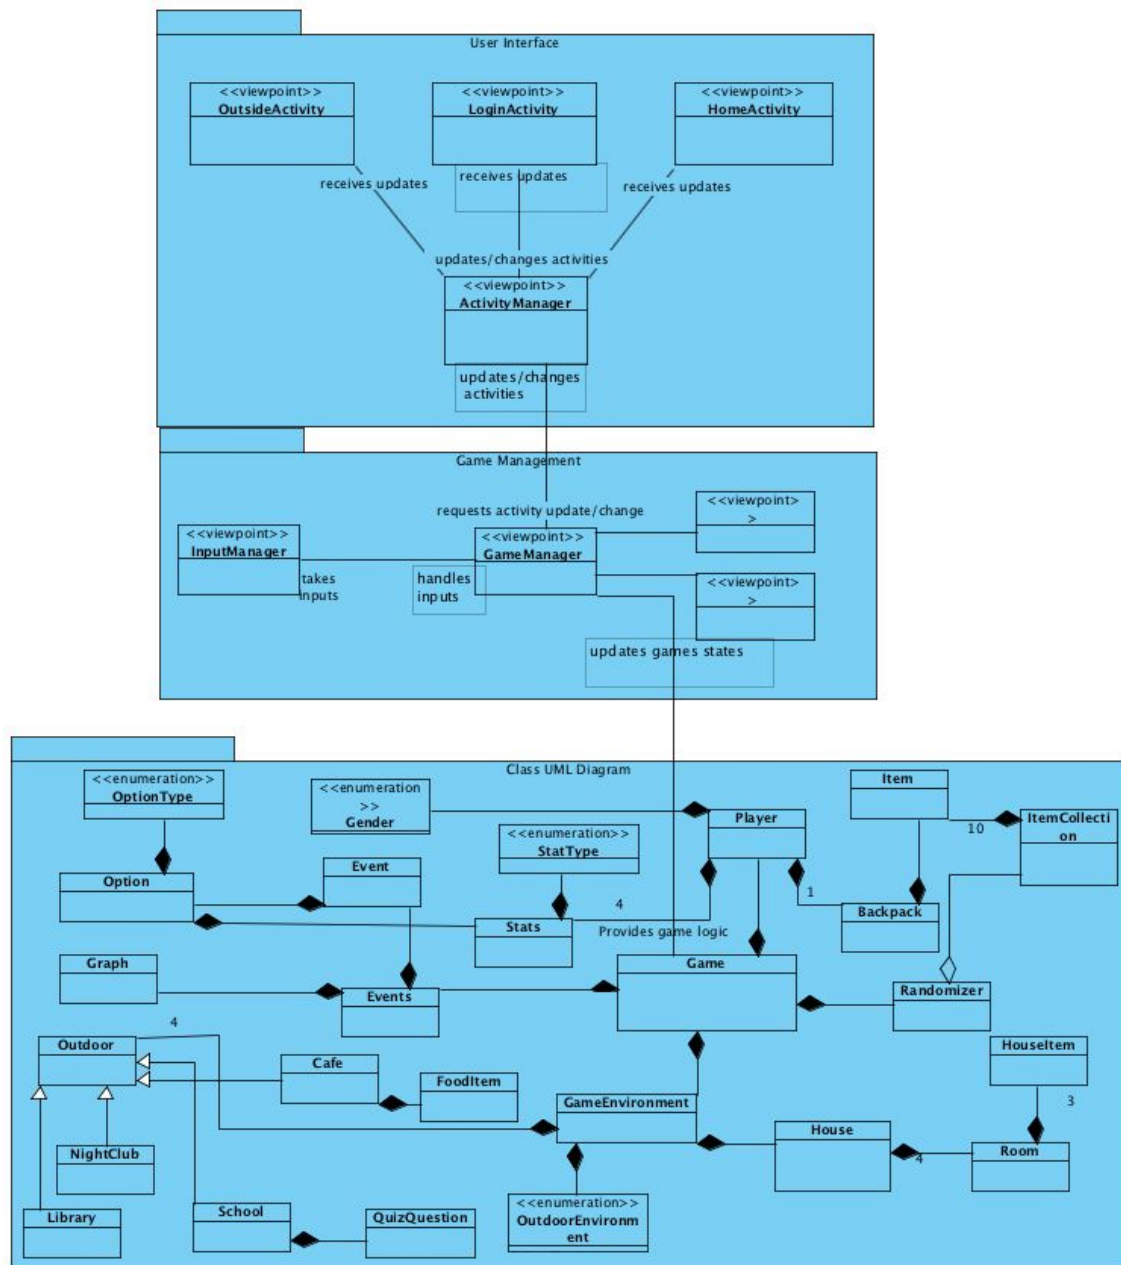 User Interface
<<viewpoint>>
OutsideActivity
<<viewpoint>>
LoginActivity
<<viewpoint>>
HomeActivity
receives updates
receives updates
receives updates
updates/changes activities
<<viewpoint>>
ActivityManager
updates/changes
activities
Game Management
requests activity update/change
<<viewpoint>>
InputManager
<<viewpoint>>
GameManager
<<viewpoint>
>
<<viewpoint>
>
takes
inputs
handles
inputs
updates games states
Class UML Diagram
<<enumeration>>
OptionType
<<enumeration
>>
Gender
<<enumeration>>
StatType
Player
Item
10
ItemCollecti
on
Option
Event
4
Stats
1
Backpack
Provides game logic
Graph
Events
Game
Randomizer
4
Outdoor
Cafe
FoodItem
GameEnvironment
HouseItem
3
House
4
Room
NightClub
Library
School
QuizQuestion
<<enumeration>>
OutdoorEnvironm
ent